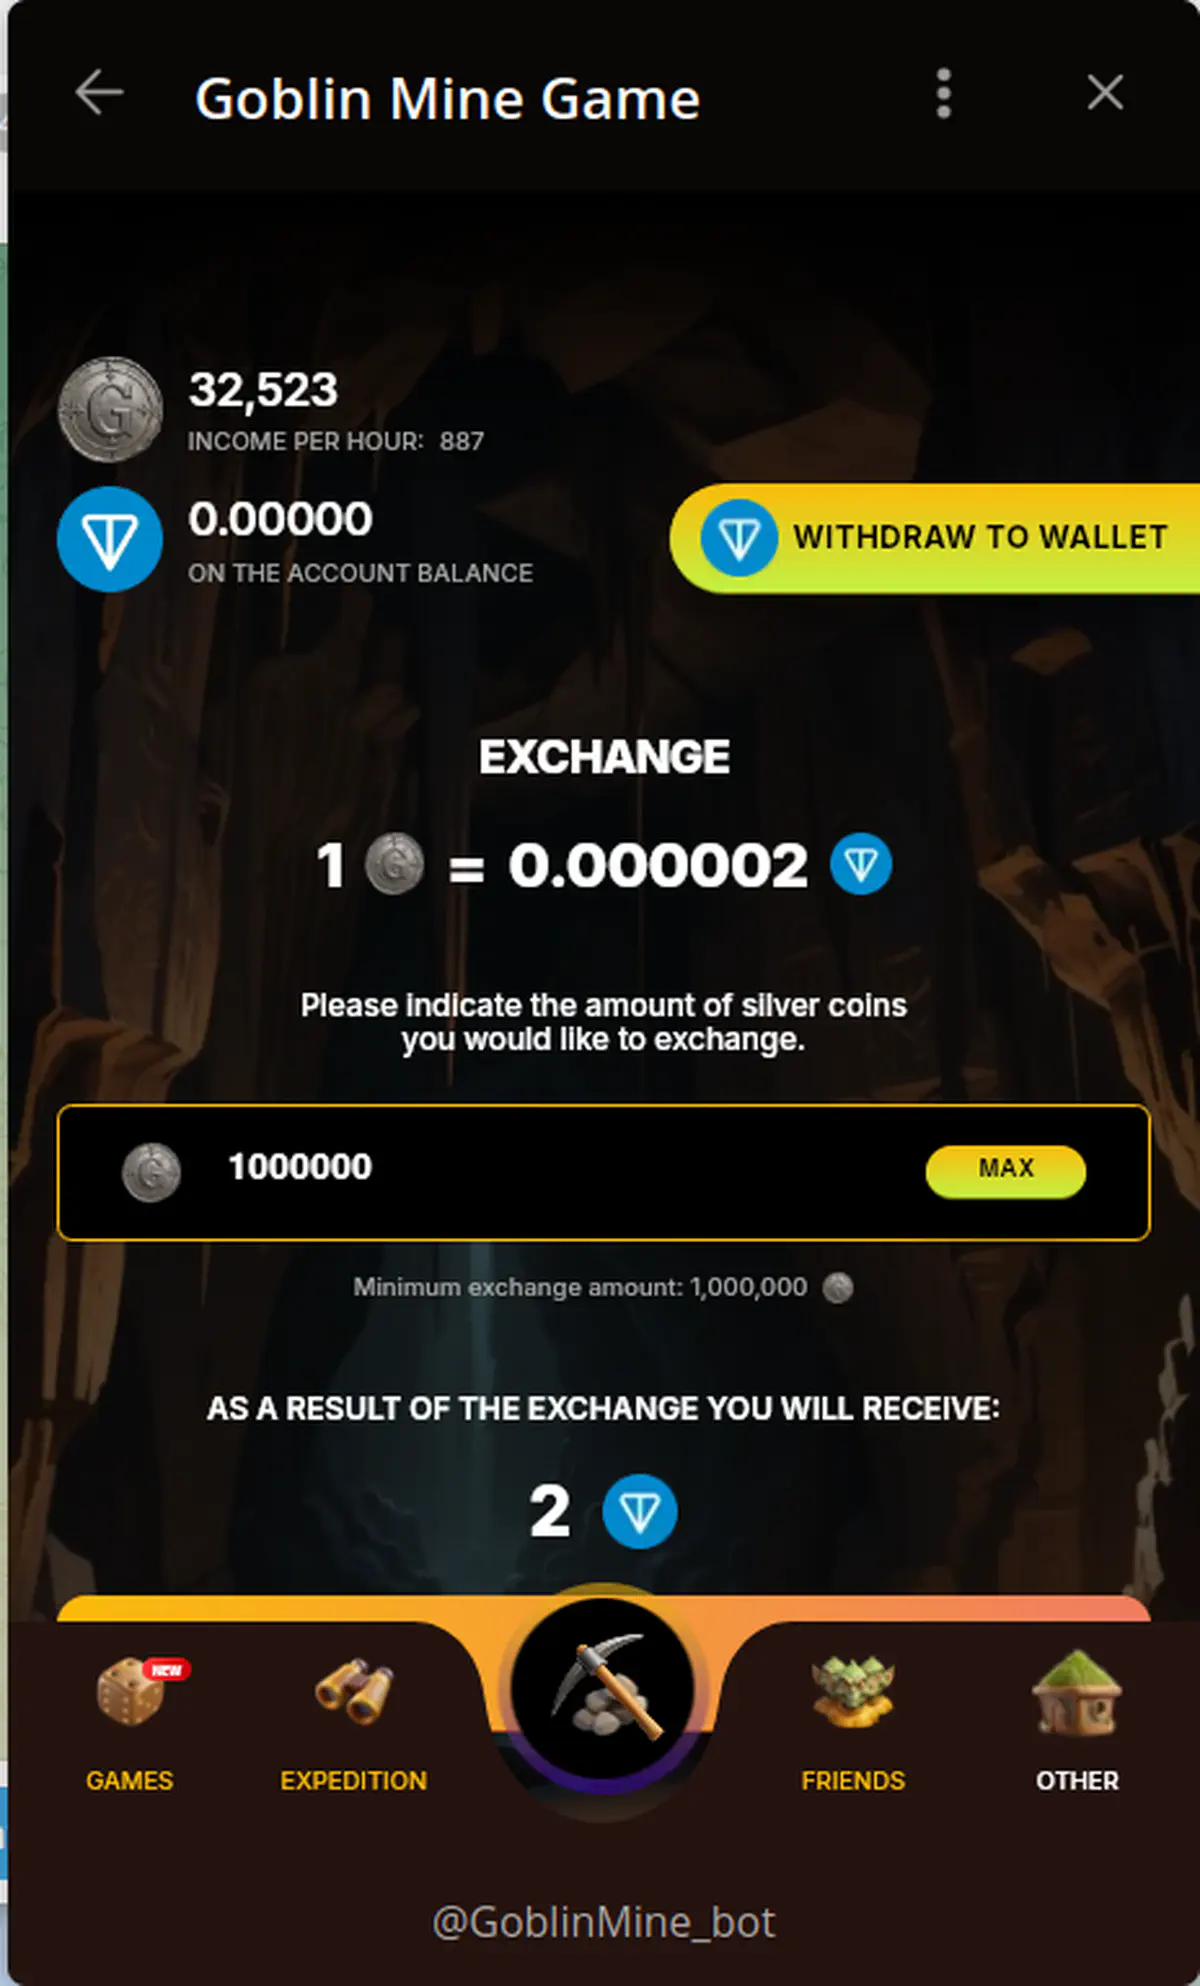 Goblin Mine Game
32,523
INCOME PER HOUR: 887
0.00000
ON THE ACCOUNT BALANCE
WITHDRAW TO WALLET
EXCHANGE
1 = 0.000002
Please indicate the amount of silver coins
you would like to exchange.
1000000
MAX
Minimum exchange amount: 1,000,000
AS A RESULT OF THE EXCHANGE YOU WILL RECEIVE:
2
NEW
GAMES
EXPEDITION
FRIENDS
OTHER
@GoblinMine_bot